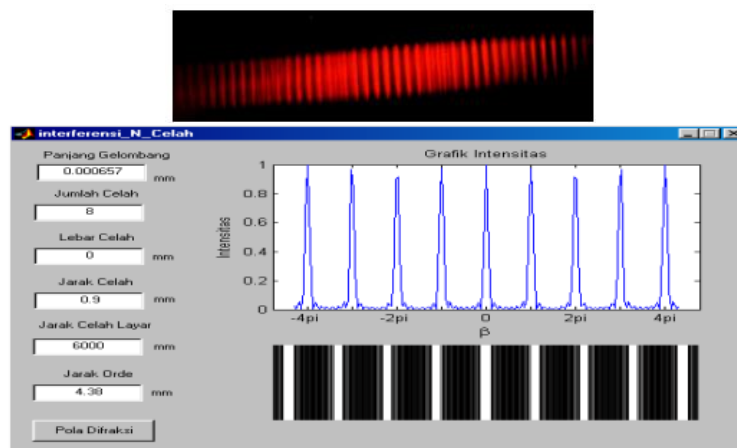 interferensi_N_Celah
Panjang Gelombang
0.000657 mm
Jumlah Celah
8
Lebar Celah
0 mm
Jarak Celah
0.9 mm
Jarak Celah Layar
6000 mm
Jarak Orde
4.38 mm
Pola Difraksi
Grafik Intensitas
Intensitas
1
0.8
0.6
0.4
0.2
0
-4pi -2pi 0 2pi 4pi
β